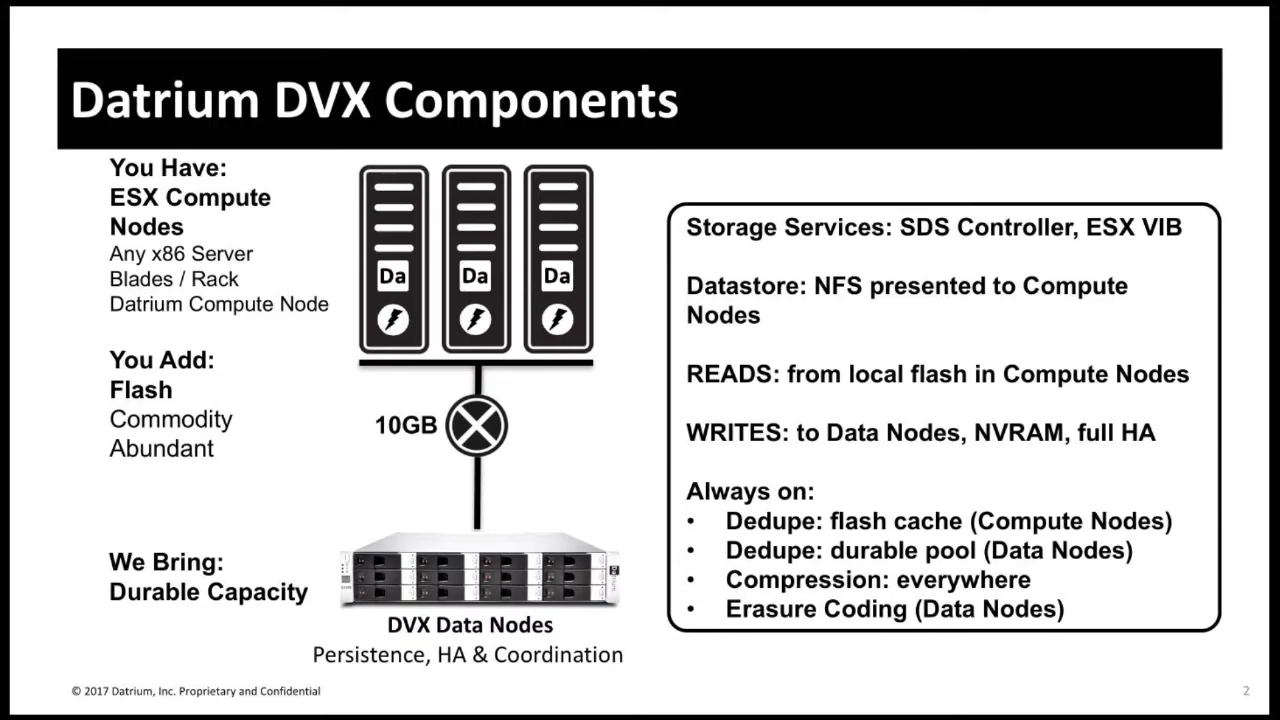 Datrium DVX Components
You Have:
ESX Compute
Nodes
Any x86 Server
Blades / Rack
Datrium Compute Node
You Add:
Flash
Commodity
Abundant
We Bring:
Durable Capacity
Da
Da
Da
10GB
Datrium
DVX Data Nodes
Persistence, HA & Coordination
Storage Services: SDS Controller, ESX VIB
Datastore: NFS presented to Compute
Nodes
READS: from local flash in Compute Nodes
WRITES: to Data Nodes, NVRAM, full HA
Always on:
• Dedupe: flash cache (Compute Nodes)
• Dedupe: durable pool (Data Nodes)
• Compression: everywhere
• Erasure Coding (Data Nodes)
© 2017 Datrium, Inc. Proprietary and Confidential
2